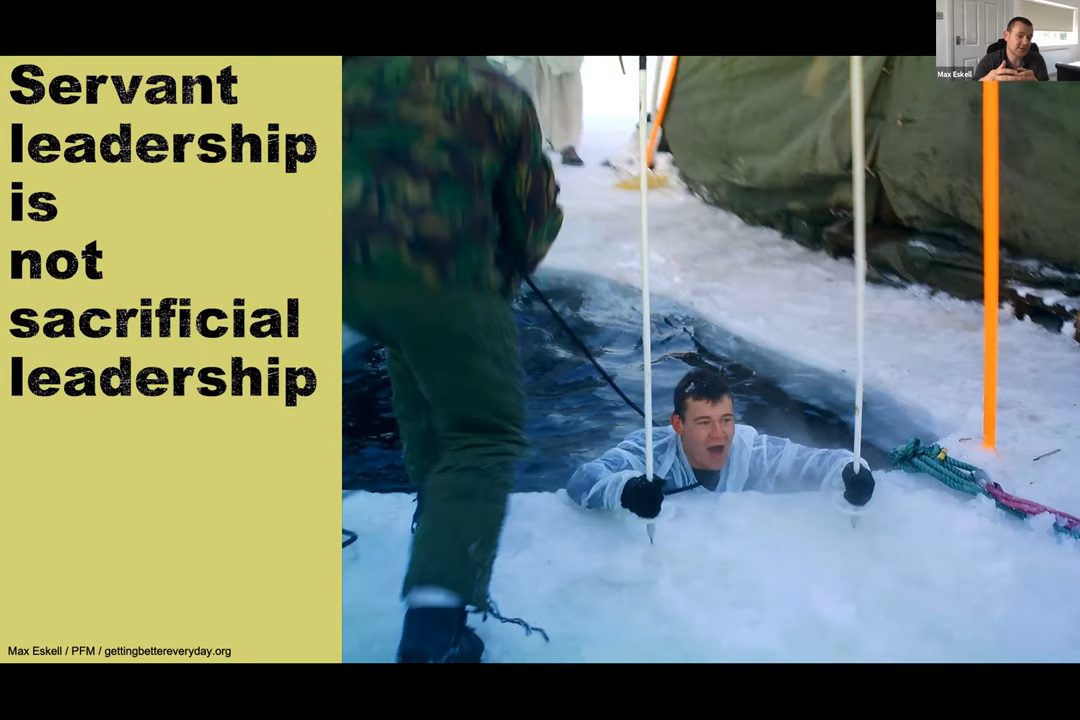 Max Eskell
Servant
leadership
is
not
sacrificial
leadership
Max Eskell / PFM / gettingbettereveryday.org